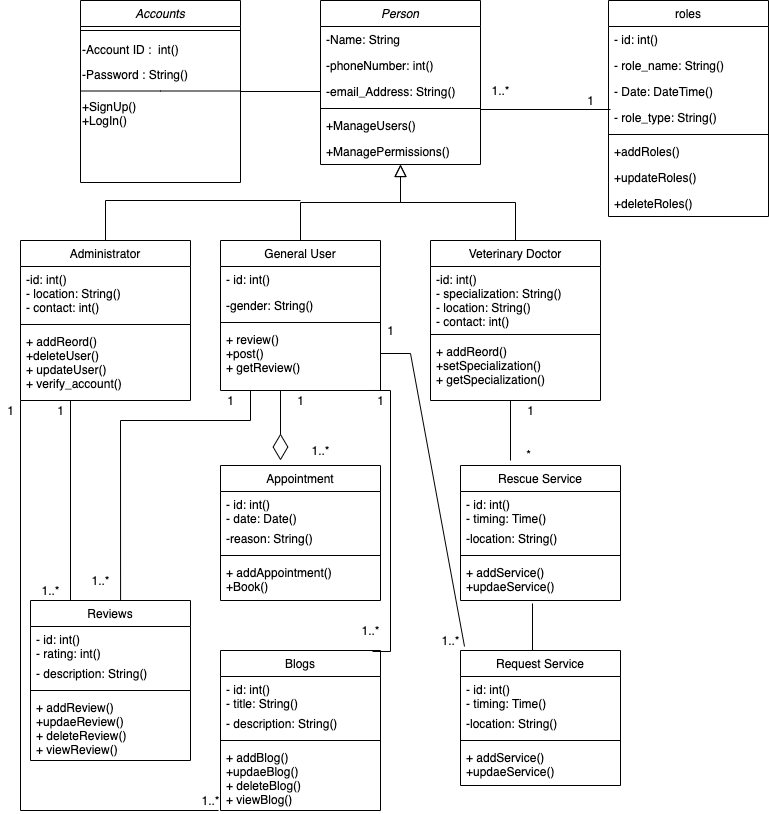 Accounts
-Account ID :  int()
-Password : String()
+SignUp()
+LogIn()
Person
-Name: String
-phoneNumber: int()
-email_Address: String()
+ManageUsers()
+ManagePermissions()
1..*
1
roles
- id: int()
- role_name: String()
- Date: DateTime()
- role_type: String()
+addRoles()
+updateRoles()
+deleteRoles()
Administrator
-id: int()
- location: String()
- contact: int()
+ addReord()
+deleteUser()
+ updateUser()
+ verify_account()
General User
- id: int()
-gender: String()
+ review()
+post()
+ getReview()
Veterinary Doctor
-id: int()
- specialization: String()
- location: String()
- contact: int()
+ addReord()
+setSpecialization()
+ getSpecialization()
1
1
1
1
1
1
1
1..*
*
Appointment
- id: int()
- date: Date()
-reason: String()
+ addAppointment()
+Book()
Rescue Service
- id: int()
- timing: Time()
-location: String()
+ addService()
+updaeService()
1..*
1..*
Reviews
- id: int()
- rating: int()
- description: String()
+ addReview()
+updaeReview()
+ deleteReview()
+ viewReview()
1..*
1..*
Blogs
- id: int()
- title: String()
- description: String()
+ addBlog()
+updaeBlog()
+ deleteBlog()
+ viewBlog()
1..*
Request Service
- id: int()
- timing: Time()
-location: String()
+ addService()
+updaeService()